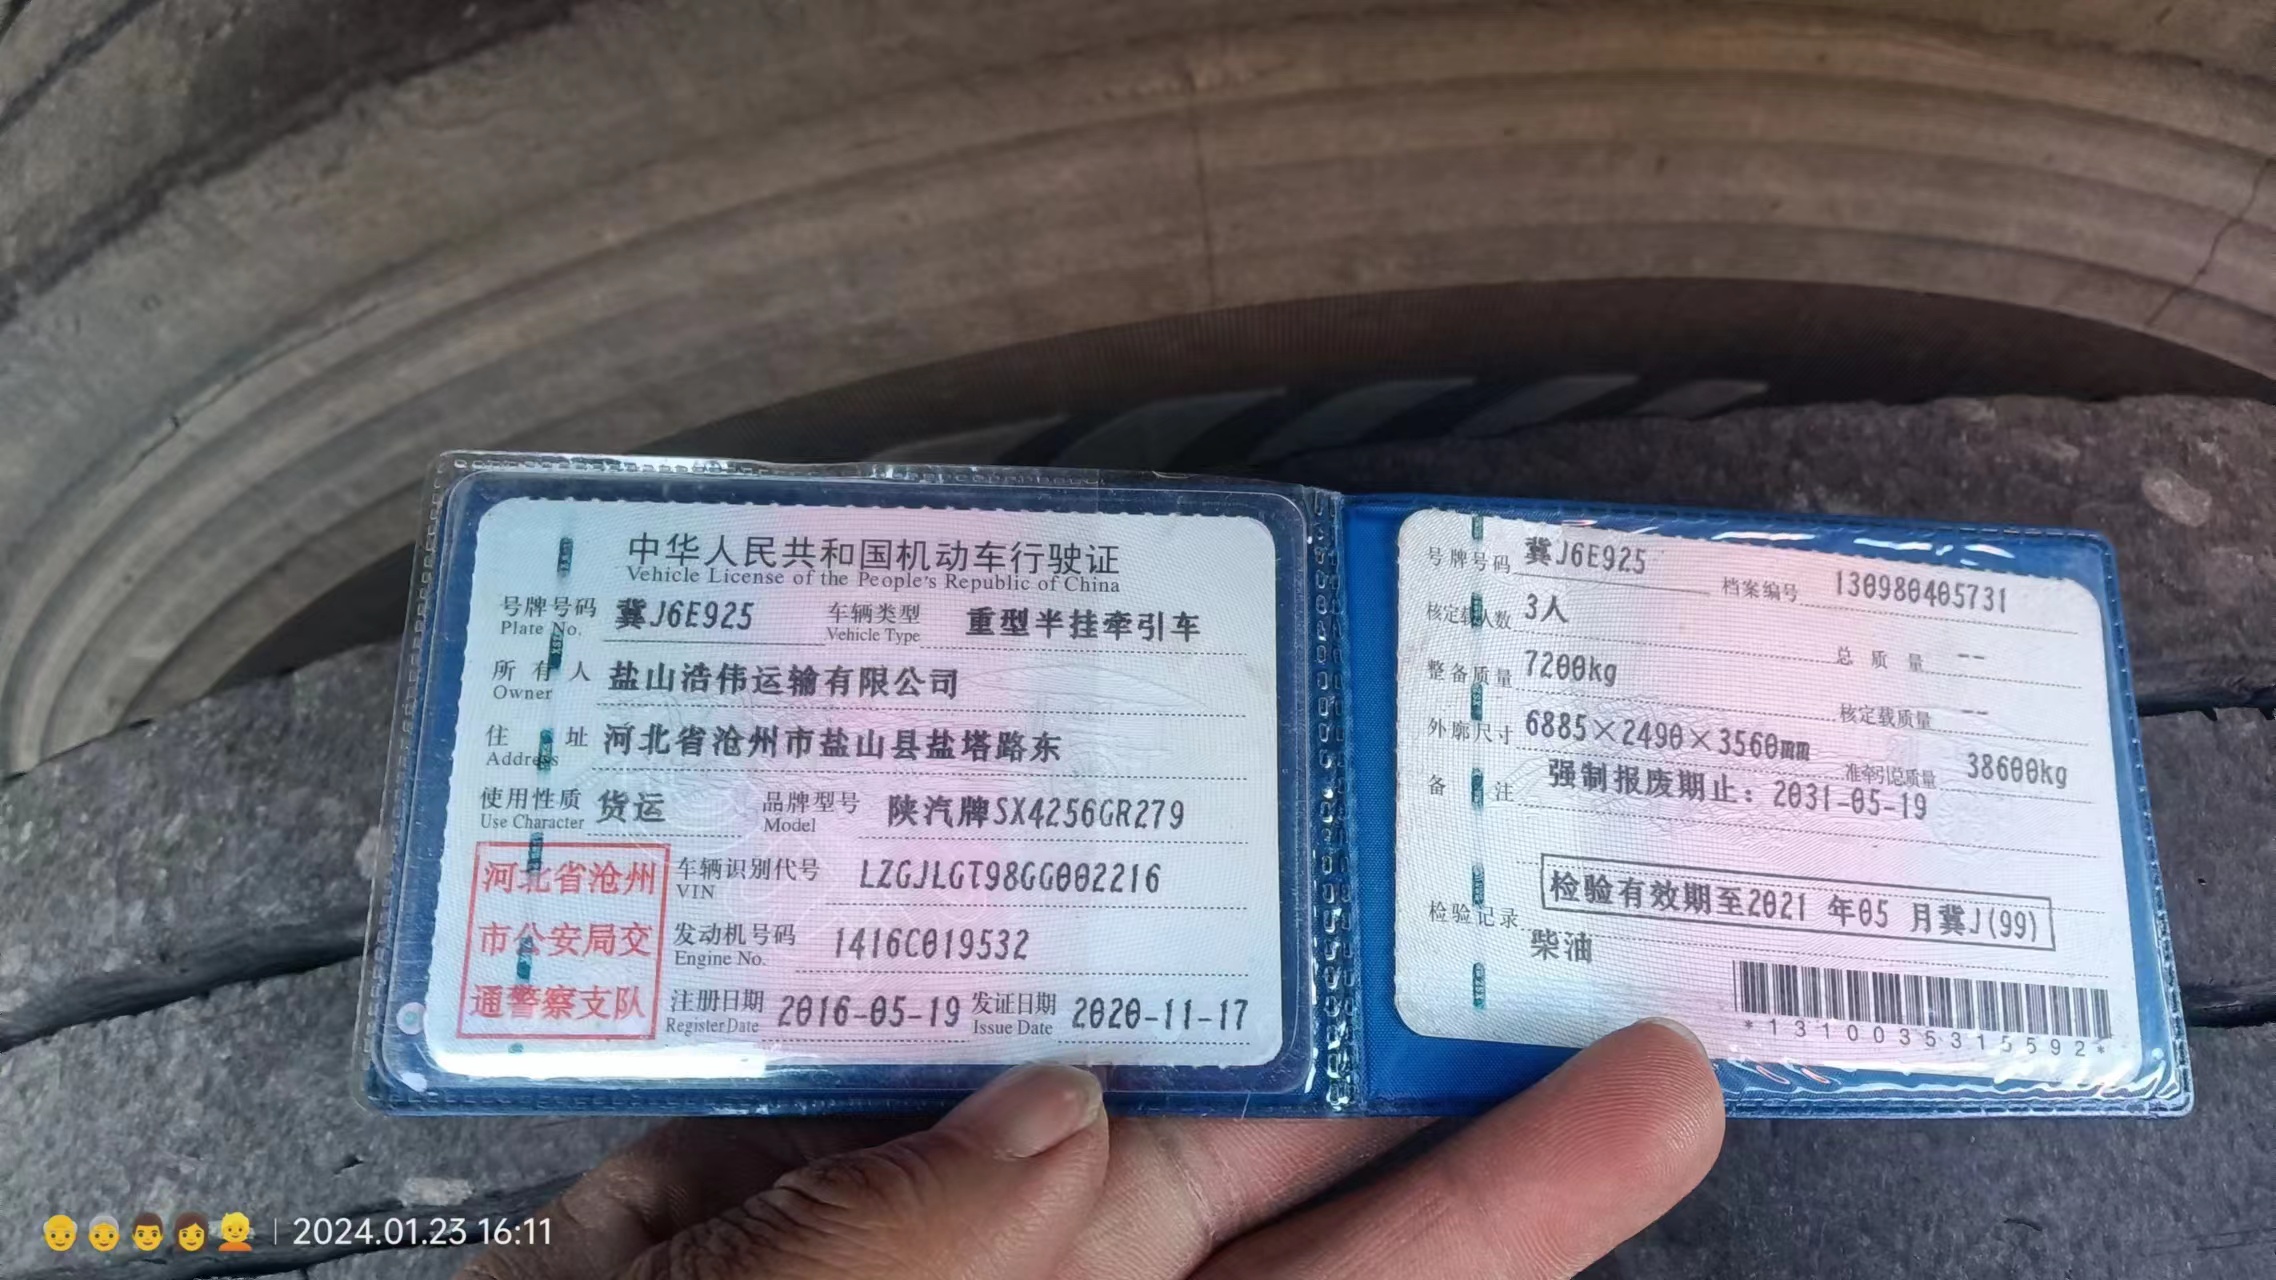 中华人民共和国机动车行驶证
Vehicle License of the People's Republic of China
号牌号码 冀J6E925 车辆类型 重型半挂牵引车
Plate No. Vehicle Type
所有人 盐山浩伟运输有限公司
Owner
住址 河北省沧州市盐山县盐塔路东
Address
使用性质 货运 品牌型号 陕汽牌SX4256GR279
Use Character Model
河北省沧州
市公安局交
通警察支队
车辆识别代号 LZGJLGT98GG002216
VIN
发动机号码 1416C019532
Engine No.
注册日期 2016-05-19 发证日期 2020-11-17
Register Date Issue Date
号牌号码 冀J6E925 档案编号 130980405731
核定载人数 3人 总质量 --
整备质量 7200kg 核定载质量 --
外廓尺寸 6885×2490×3560mm 准牵引总质量 38600kg
备注 强制报废期止：2031-05-19
检验记录 检验有效期至2021 年05 月冀J(99)
柴油
*1310035315592*
2024.01.23 16:11